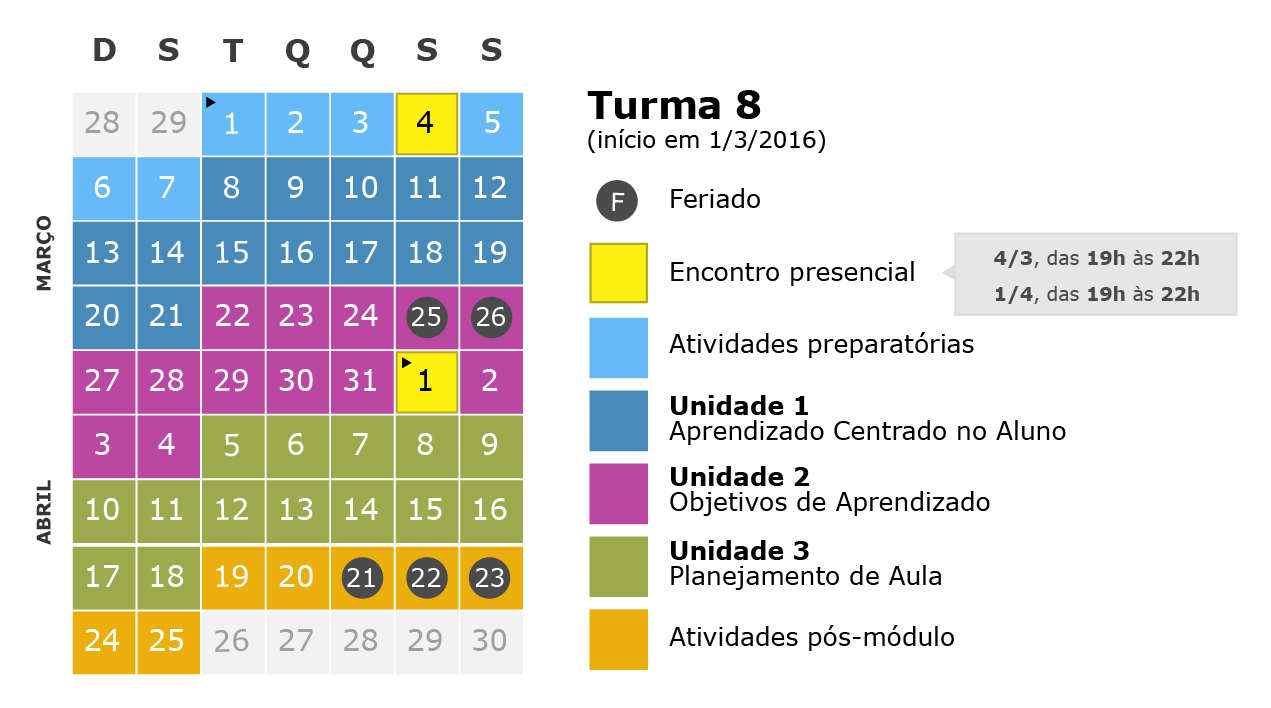 D S T Q Q S S
28 29 1 2 3 4 5
6 7 8 9 10 11 12
13 14 15 16 17 18 19
20 21 22 23 24 25 26
27 28 29 30 31 1 2
3 4 5 6 7 8 9
10 11 12 13 14 15 16
17 18 19 20 21 22 23
24 25 26 27 28 29 30
MARÇO
ABRIL
Turma 8
(início em 1/3/2016)
F Feriado
Encontro presencial
4/3, das 19h às 22h
1/4, das 19h às 22h
Atividades preparatórias
Unidade 1
Aprendizado Centrado no Aluno
Unidade 2
Objetivos de Aprendizado
Unidade 3
Planejamento de Aula
Atividades pós-módulo